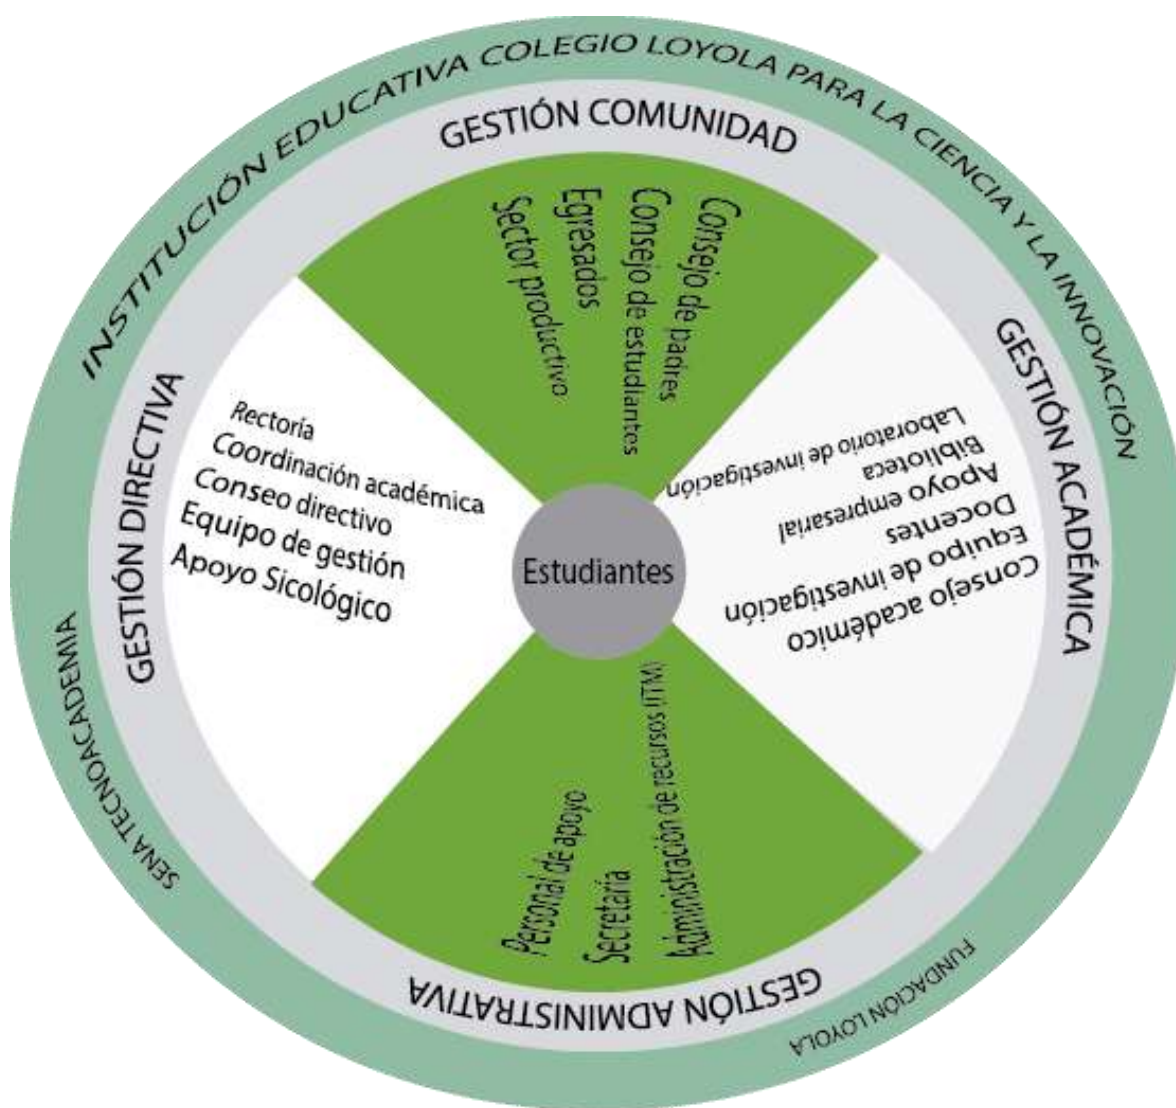 INSTITUCIÓN EDUCATIVA COLEGIO LOYOLA PARA LA CIENCIA Y LA INNOVACIÓN
GESTIÓN COMUNIDAD
Sector productivo
Egresados
Consejo de estudiantes
Consejo de padres
GESTIÓN ACADÉMICA
Consejo académico
Equipo de investigación
Docentes
Apoyo empresarial
Biblioteca
Laboratorio de investigación
GESTIÓN DIRECTIVA
Rectoría
Coordinación académica
Conseo directivo
Equipo de gestión
Apoyo Sicológico
Estudiantes
Personal de apoyo
Secretaría
Administración de recursos (ITM)
GESTIÓN ADMINISTRATIVA
SENA TECNOACADEMIA
FUNDACIÓN LOYOLA